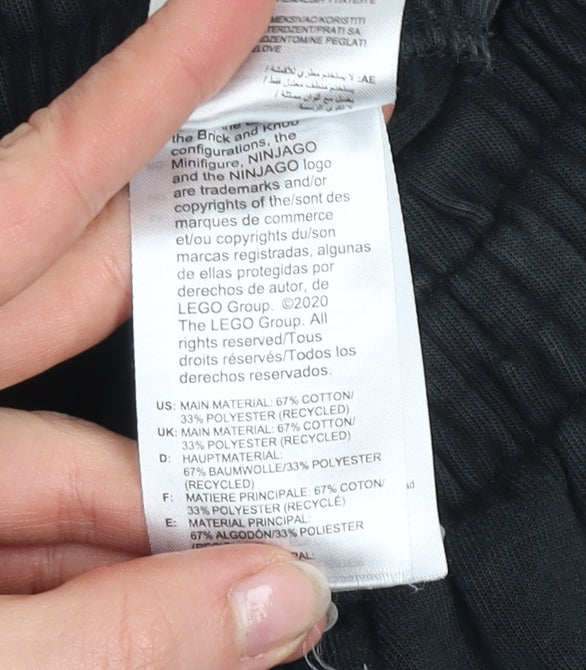 MEKSIVAC/KORISTITI
DZENTOMINE PEGLATI
the Brick and Knob
configurations, the
Minifigure, NINJAGO
and the NINJAGO logo
are trademarks and/or
copyrights of the/sont des
marques de commerce
et/ou copyrights du/son
marcas registradas, algunas
de ellas protegidas por
derechos de autor, de
LEGO Group. ©2020
The LEGO Group. All
rights reserved/Tous
droits réservés/Todos los
derechos reservados.
US: MAIN MATERIAL: 67% COTTON/
33% POLYESTER (RECYCLED)
UK: MAIN MATERIAL: 67% COTTON/
33% POLYESTER (RECYCLED)
D: HAUPTMATERIAL:
67% BAUMWOLLE/33% POLYESTER
(RECYCLED)
F: MATIERE PRINCIPALE: 67% COTON/
33% POLYESTER (RECYCLÉ)
E: MATERIAL PRINCIPAL:
67% ALGODÓN/33% POLIESTER